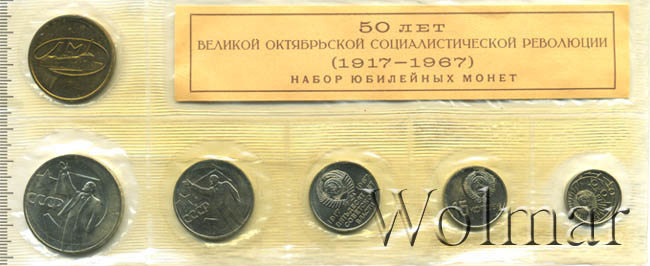 50 ЛЕТ
ВЕЛИКОЙ ОКТЯБРЬСКОЙ СОЦИАЛИСТИЧЕСКОЙ РЕВОЛЮЦИИ
(1917—1967)
НАБОР ЮБИЛЕЙНЫХ МОНЕТ
ЛМД
СССР
СССР
Wolmar